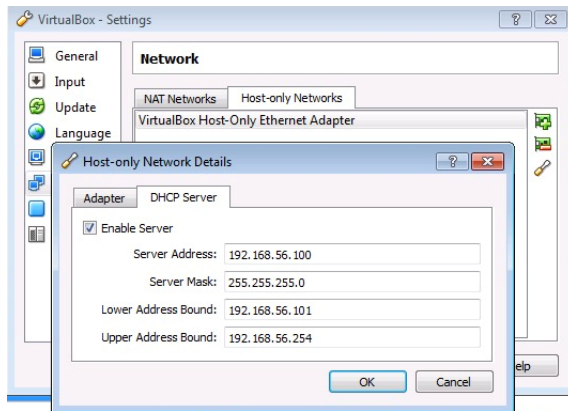 VirtualBox - Settings
General
Input
Update
Language
Network
NAT Networks
Host-only Networks
VirtualBox Host-Only Ethernet Adapter
Host-only Network Details
Adapter
DHCP Server
Enable Server
Server Address: 192.168.56.100
Server Mask: 255.255.255.0
Lower Address Bound: 192.168.56.101
Upper Address Bound: 192.168.56.254
OK
Cancel
elp